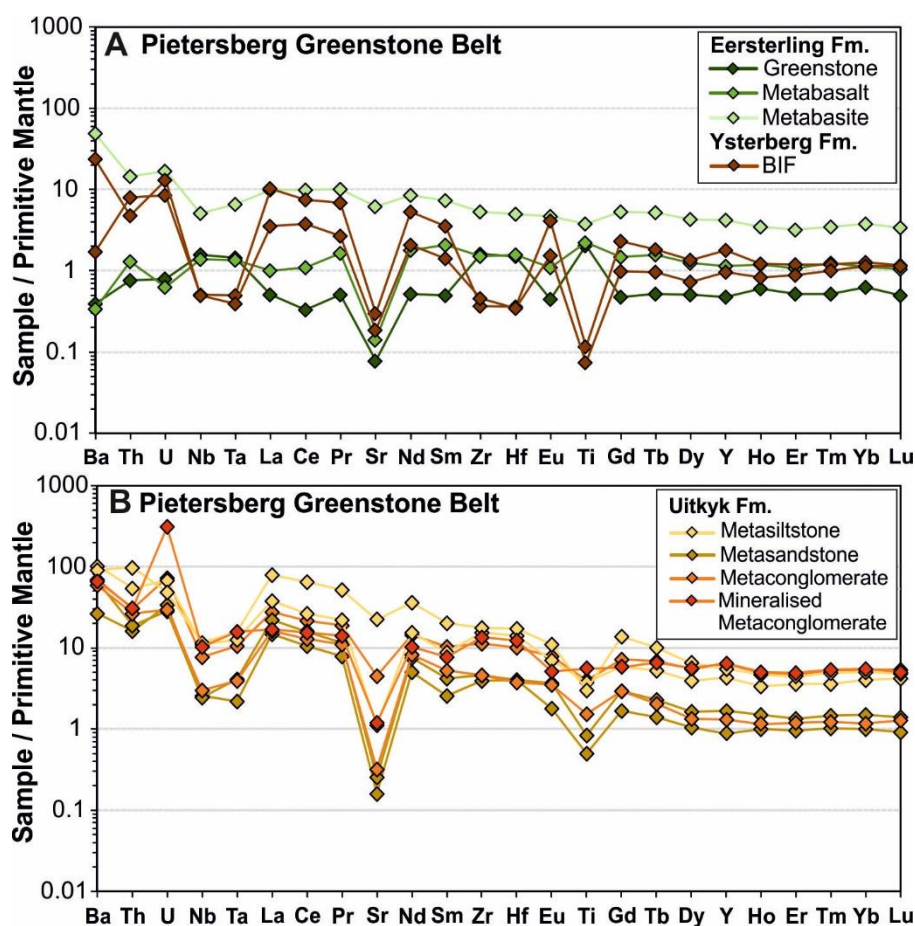 A Pietersberg Greenstone Belt
Eersterling Fm.
Greenstone
Metabasalt
Metabasite
Ysterberg Fm.
BIF
Sample / Primitive Mantle
1000
100
10
1
0.1
0.01
Ba Th U Nb Ta La Ce Pr Sr Nd Sm Zr Hf Eu Ti Gd Tb Dy Y Ho Er Tm Yb Lu
B Pietersberg Greenstone Belt
Uitkyk Fm.
Metasiltstone
Metasandstone
Metaconglomerate
Mineralised
Metaconglomerate
Sample / Primitive Mantle
1000
100
10
1
0.1
0.01
Ba Th U Nb Ta La Ce Pr Sr Nd Sm Zr Hf Eu Ti Gd Tb Dy Y Ho Er Tm Yb Lu